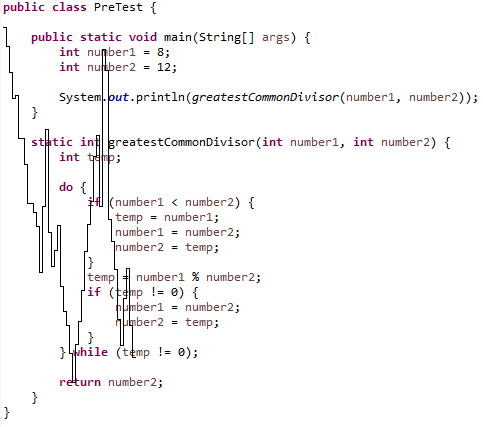 public class PreTest {
public static void main(String[] args) {
int number1 = 8;
int number2 = 12;
System.out.println(greatestCommonDivisor(number1, number2));
}
static int greatestCommonDivisor(int number1, int number2) {
int temp;
do {
if (number1 < number2) {
temp = number1;
number1 = number2;
number2 = temp;
}
temp = number1 % number2;
if (temp != 0) {
number1 = number2;
number2 = temp;
}
} while (temp != 0);
return number2;
}
}